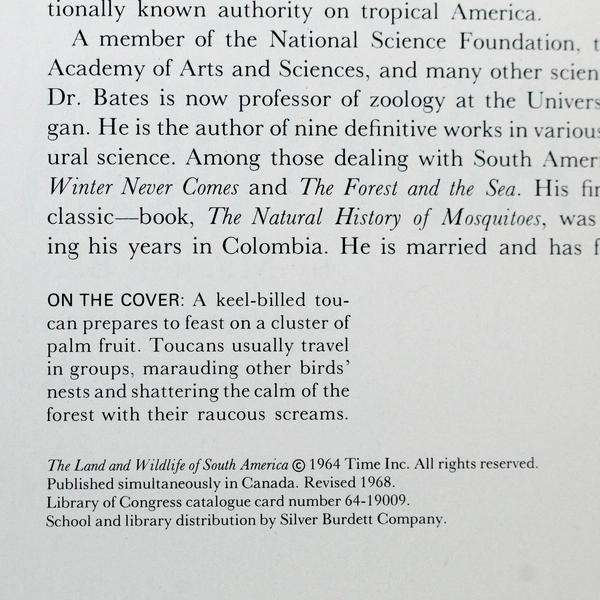 tionally known authority on tropical America.
A member of the National Science Foundation,
Academy of Arts and Sciences, and many other scien
Dr. Bates is now professor of zoology at the Univers
gan. He is the author of nine definitive works in various
ural science. Among those dealing with South Ameri
Winter Never Comes and The Forest and the Sea. His fir
classic—book, The Natural History of Mosquitoes, was
ing his years in Colombia. He is married and has f
ON THE COVER: A keel-billed tou-
can prepares to feast on a cluster of
palm fruit. Toucans usually travel
in groups, marauding other birds’
nests and shattering the calm of the
forest with their raucous screams.
The Land and Wildlife of South America © 1964 Time Inc. All rights reserved.
Published simultaneously in Canada. Revised 1968.
Library of Congress catalogue card number 64-19009.
School and library distribution by Silver Burdett Company.